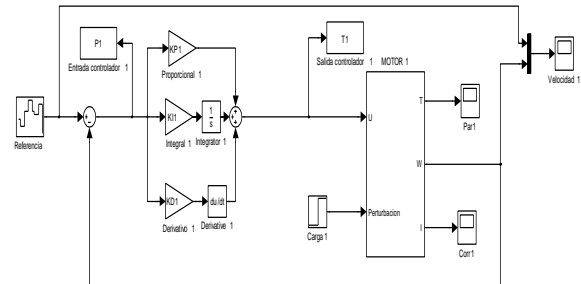 P1
Entrada controlador 1
KP1
Proporcional 1
T1
Salida controlador 1
MOTOR 1
Velocidad 1
Referencia
KI1
Integral 1
1
s
Integrator 1
U
T
Par1
W
KD1
Derivativo 1
du/dt
Derivative 1
Carga 1
Perturbacion
I
Corr1